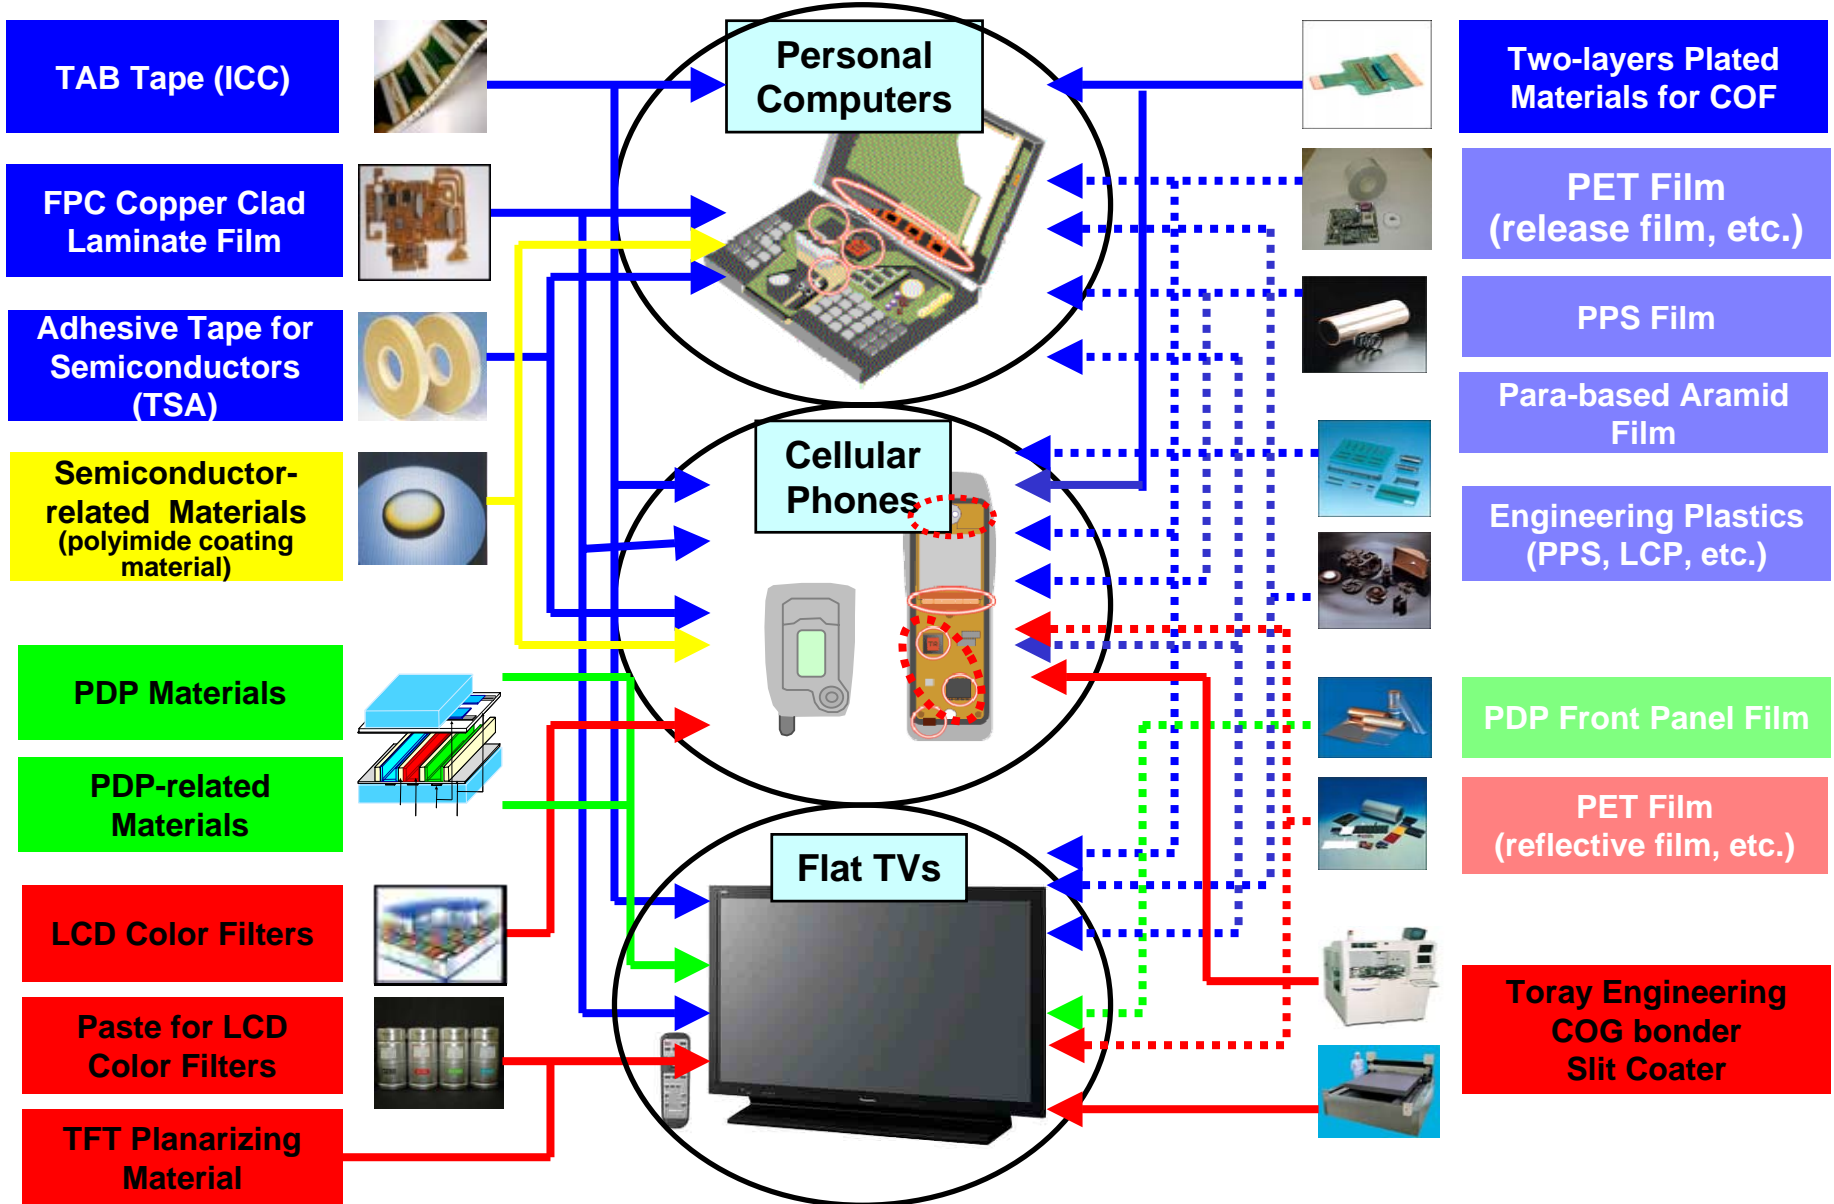 TAB Tape (ICC)
FPC Copper Clad
Laminate Film
Adhesive Tape for
Semiconductors
(TSA)
Semiconductor-
related Materials
(polyimide coating
material)
PDP Materials
PDP-related
Materials
LCD Color Filters
Paste for LCD
Color Filters
TFT Planarizing
Material
Personal
Computers
Cellular
Phones
Flat TVs
Two-layers Plated
Materials for COF
PET Film
(release film, etc.)
PPS Film
Para-based Aramid
Film
Engineering Plastics
(PPS, LCP, etc.)
PDP Front Panel Film
PET Film
(reflective film, etc.)
Toray Engineering
COG bonder
Slit Coater